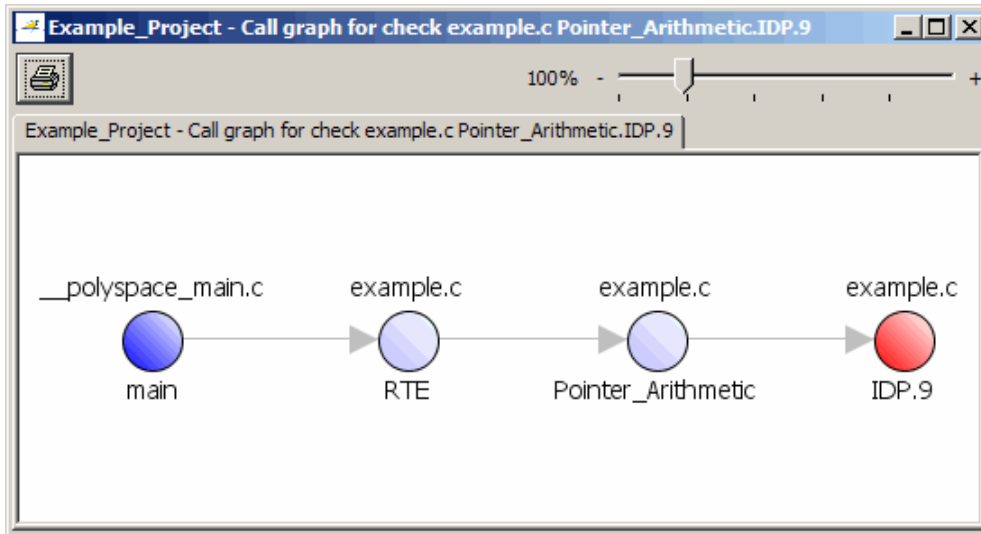 Example_Project - Call graph for check example.c Pointer_Arithmetic.IDP.9
100% - +
Example_Project - Call graph for check example.c Pointer_Arithmetic.IDP.9
__polyspace_main.c example.c example.c example.c
main RTE Pointer_Arithmetic IDP.9